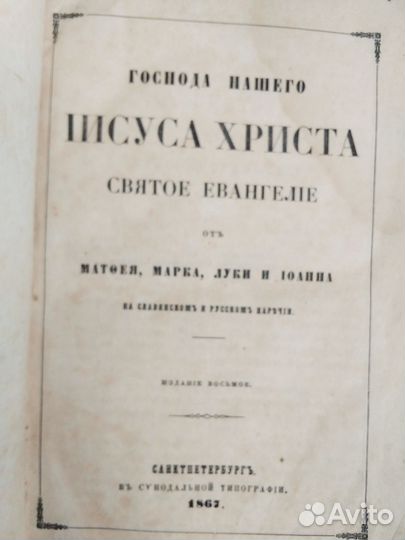 ГОСПОДА НАШЕГО
ІИСУСА ХРИСТА
СВЯТОЕ ЕВАНГЕЛІЕ
ОТЪ
МАТѲЕЯ, МАРКА, ЛУКИ И ІОАННА
НА СЛАВЯНСКОМЪ И РУССКОМЪ НАРѢЧІИ.
ИЗДАНІЕ ВОСЬМОЕ.
САНКТПЕТЕРБУРГЪ.
ВЪ СѴНОДАЛЬНОЙ ТИПОГРАФІИ.
1867.
Avito